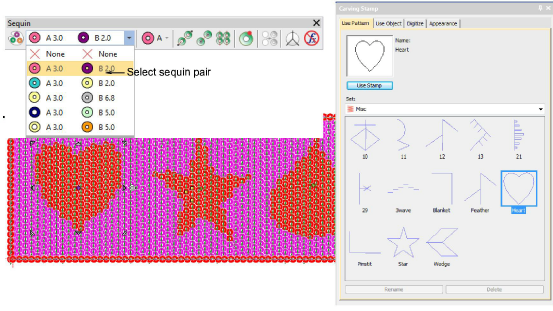 Sequin
A 3.0 B 2.0 A
None None
A 3.0 B 2.0
A 3.0 B 2.0
A 3.0 B 6.8
A 3.0 B 5.0
A 3.0 B 5.0
Select sequin pair
Carving Stamp
Use Pattern Use Object Digitize Appearance
Name:
Heart
Use Stamp
Set:
Misc
10 11 12 13 21
29 3wave Blanket Feather Heart
Pinstit Star Wedge
Rename Delete